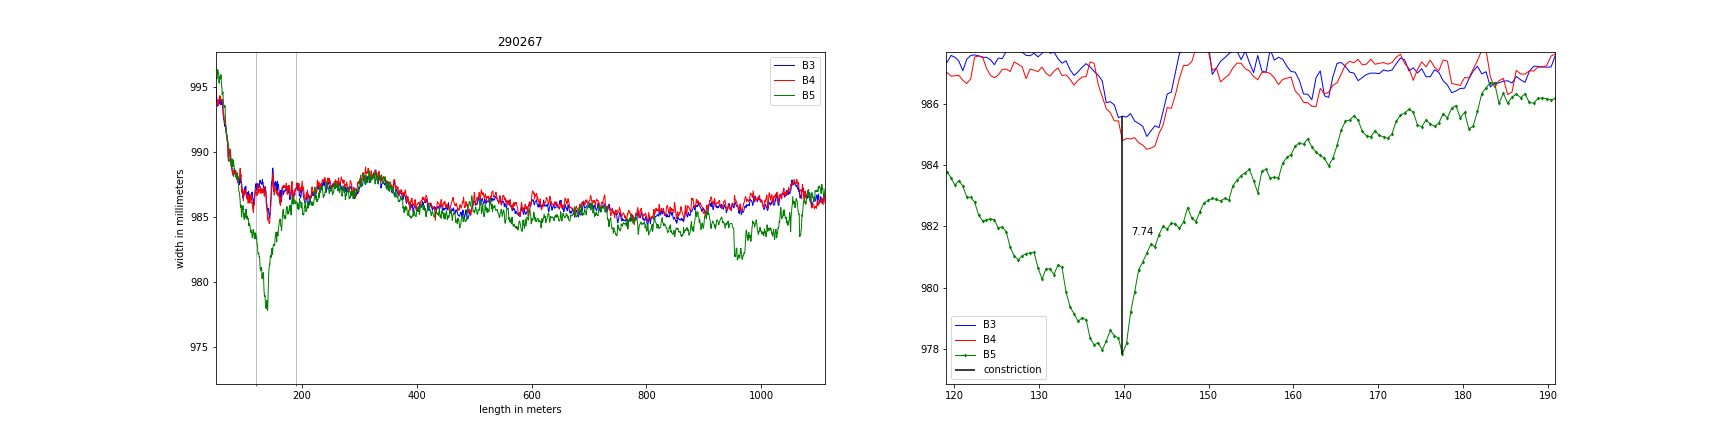 290267
B3
B4
B5
995
990
985
980
975
width in millimeters
200
400
600
800
1000
length in meters
986
984
982
980
978
7.74
B3
B4
B5
constriction
120
130
140
150
160
170
180
190